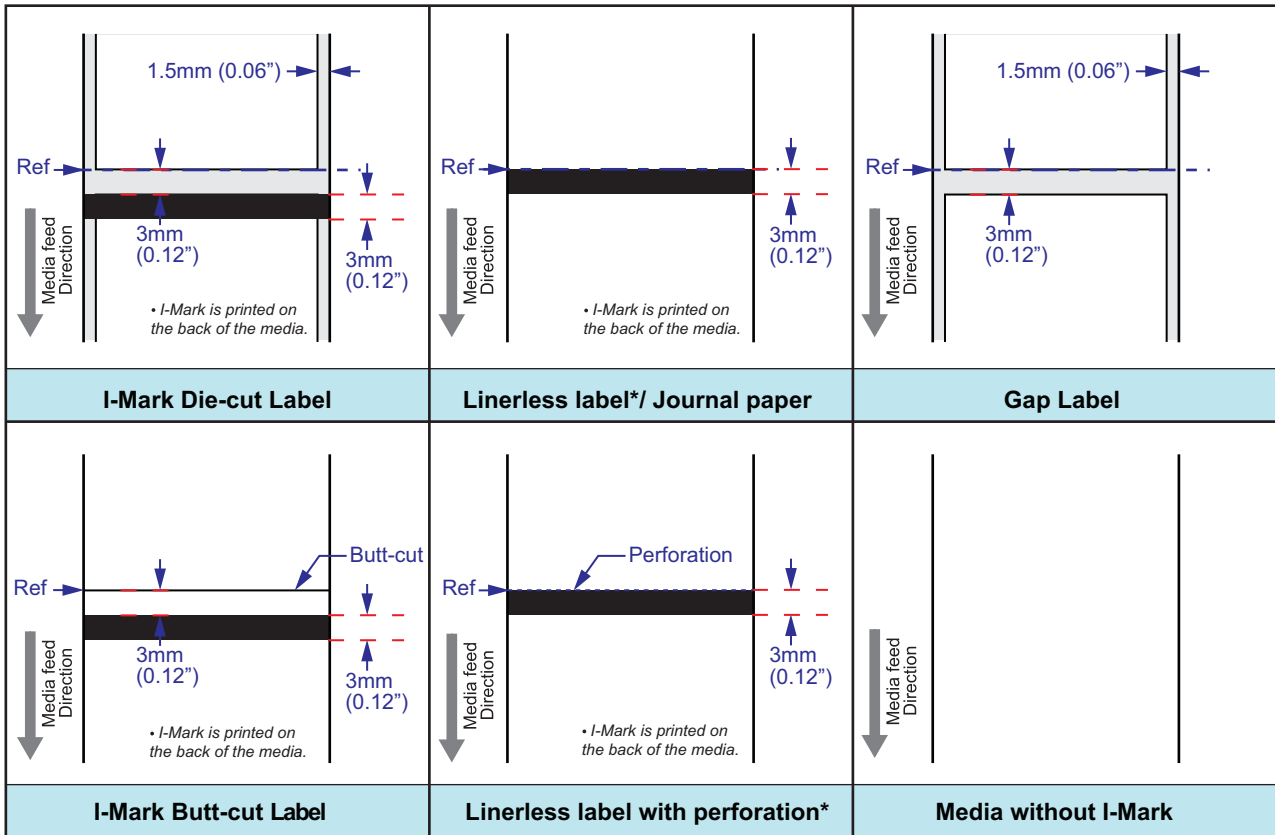 1.5mm (0.06”)
Ref
3mm
(0.12”)
3mm
(0.12”)
Media feed
Direction
• I-Mark is printed on
the back of the media.
I-Mark Die-cut Label
Ref
3mm
(0.12”)
Media feed
Direction
• I-Mark is printed on
the back of the media.
Linerless label*/ Journal paper
1.5mm (0.06”)
Ref
3mm
(0.12”)
Media feed
Direction
Gap Label
Butt-cut
Ref
3mm
(0.12”)
3mm
(0.12”)
Media feed
Direction
• I-Mark is printed on
the back of the media.
I-Mark Butt-cut Label
Perforation
Ref
3mm
(0.12”)
Media feed
Direction
• I-Mark is printed on
the back of the media.
Linerless label with perforation*
Media feed
Direction
Media without I-Mark